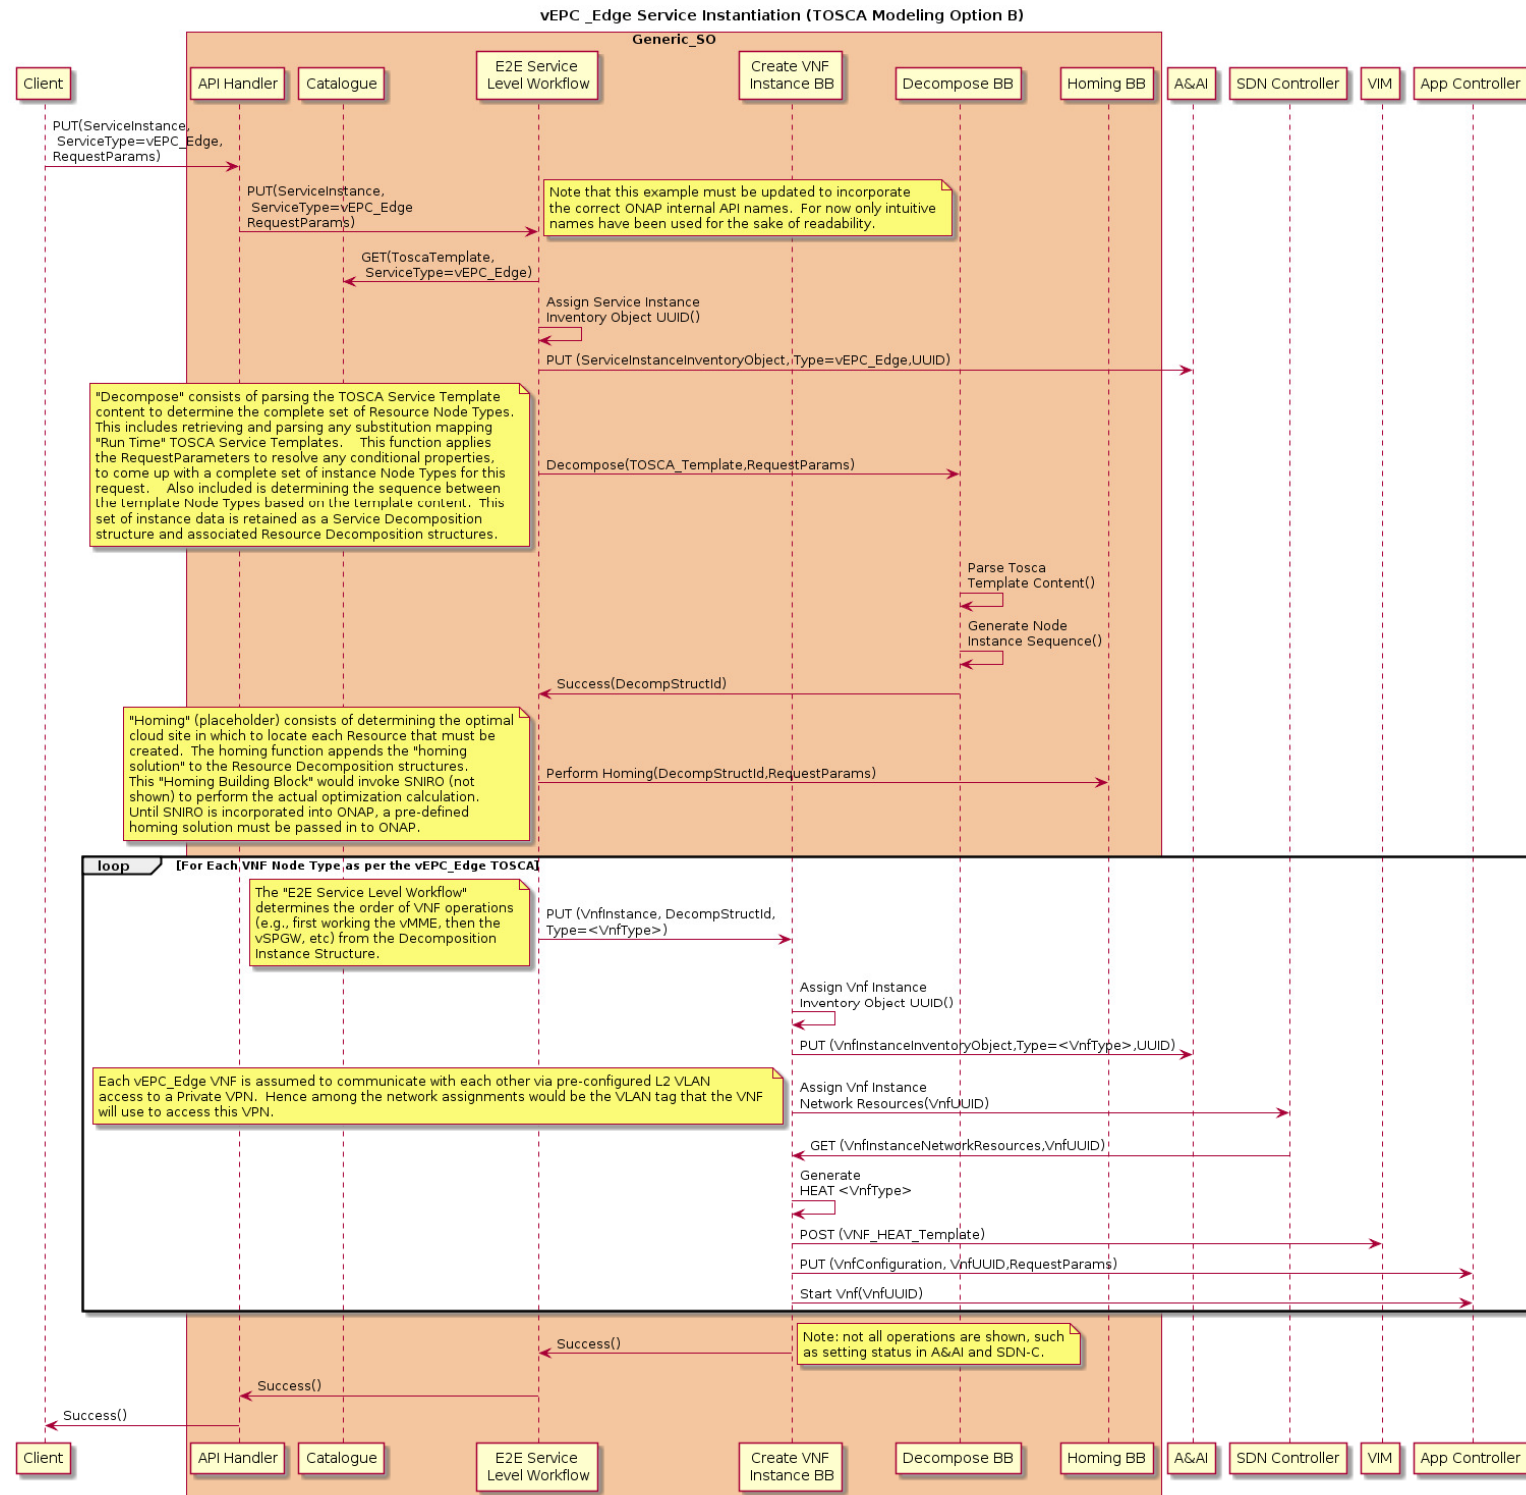 vEPC _Edge Service Instantiation (TOSCA Modeling Option B)
Generic_SO
Client
API Handler
Catalogue
E2E Service
Level Workflow
Create VNF
Instance BB
Decompose BB
Homing BB
A&AI
SDN Controller
VIM
App Controller
PUT(ServiceInstance,
ServiceType=vEPC_Edge,
RequestParams)
PUT(ServiceInstance,
ServiceType=vEPC_Edge
RequestParams)
Note that this example must be updated to incorporate
the correct ONAP internal API names.  For now only intuitive
names have been used for the sake of readability.
GET(ToscaTemplate,
ServiceType=vEPC_Edge)
Assign Service Instance
Inventory Object UUID()
PUT (ServiceInstanceInventoryObject, Type=vEPC_Edge,UUID)
"Decompose" consists of parsing the TOSCA Service Template
content to determine the complete set of Resource Node Types.
This includes retrieving and parsing any substitution mapping
"Run Time" TOSCA Service Templates.    This function applies
the RequestParameters to resolve any conditional properties,
to come up with a complete set of instance Node Types for this
request.    Also included is determining the sequence between
the template Node Types based on the template content.  This
set of instance data is retained as a Service Decomposition
structure and associated Resource Decomposition structures.
Decompose(TOSCA_Template,RequestParams)
Parse Tosca
Template Content()
Generate Node
Instance Sequence()
Success(DecompStructId)
"Homing" (placeholder) consists of determining the optimal
cloud site in which to locate each Resource that must be
created.  The homing function appends the "homing
solution" to the Resource Decomposition structures.
This "Homing Building Block" would invoke SNIRO (not
shown) to perform the actual optimization calculation.
Until SNIRO is incorporated into ONAP, a pre-defined
homing solution must be passed in to ONAP.
Perform Homing(DecompStructId,RequestParams)
loop
[For Each VNF Node Type as per the vEPC_Edge TOSCA]
The "E2E Service Level Workflow"
determines the order of VNF operations
(e.g., first working the vMME, then the
vSPGW, etc) from the Decomposition
Instance Structure.
PUT (VnfInstance, DecompStructId,
Type=<VnfType>)
Assign Vnf Instance
Inventory Object UUID()
PUT (VnfInstanceInventoryObject,Type=<VnfType>,UUID)
Each vEPC_Edge VNF is assumed to communicate with each other via pre-configured L2 VLAN
access to a Private VPN.  Hence among the network assignments would be the VLAN tag that the VNF
will use to access this VPN.
Assign Vnf Instance
Network Resources(VnfUUID)
GET (VnfInstanceNetworkResources,VnfUUID)
Generate
HEAT <VnfType>
POST (VNF_HEAT_Template)
PUT (VnfConfiguration, VnfUUID,RequestParams)
Start Vnf(VnfUUID)
Note: not all operations are shown, such
as setting status in A&AI and SDN-C.
Success()
Success()
Success()
Client
API Handler
Catalogue
E2E Service
Level Workflow
Create VNF
Instance BB
Decompose BB
Homing BB
A&AI
SDN Controller
VIM
App Controller